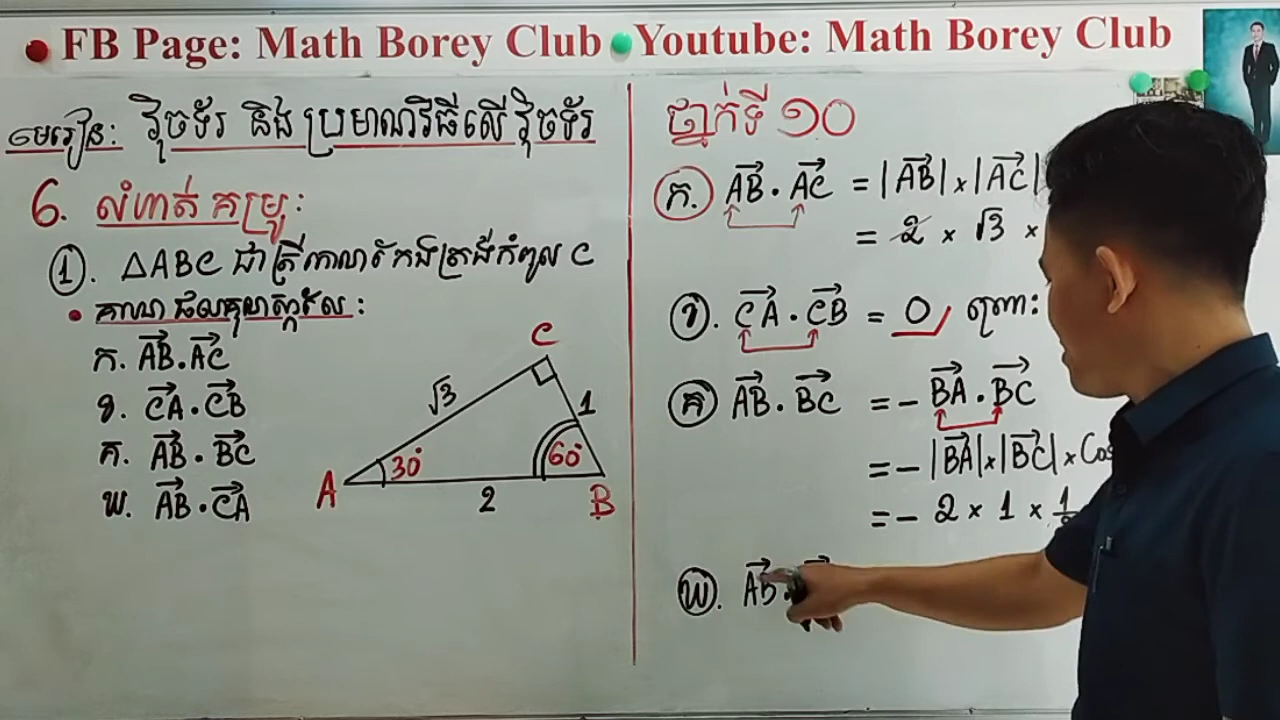 FB Page: Math Borey Club Youtube: Math Borey Club
មេរៀន: វ៉ិចទ័រ និង ប្រមាណវិធីលើ វ៉ិចទ័រ
6. លំហាត់ គម្រូ:
1. △ABC ជាត្រីកោណកែងត្រង់កំពូល C
• គណនា ផលគុណស្កាលែ:
ក. AB⃗ . AC⃗
ខ. CA⃗ . CB⃗
គ. AB⃗ . BC⃗
ឃ. AB⃗ . CA⃗
C
√3
1
30°
60°
A
2
B
ថ្នាក់ទី ១០
ក. AB⃗ . AC⃗ = |AB⃗| × |AC⃗|
= 2 × √3 ×
ខ. CA⃗ . CB⃗ = 0 ព្រោះ:
គ. AB⃗ . BC⃗ = - BA⃗ . BC⃗
= - |BA⃗| × |BC⃗| × Cos
= - 2 × 1 × 1/2
ឃ. AB⃗ .